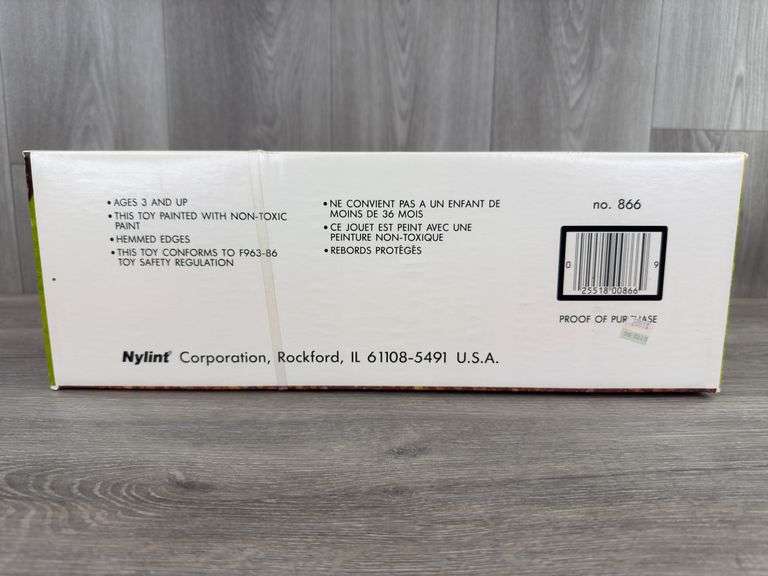 • AGES 3 AND UP
• THIS TOY PAINTED WITH NON-TOXIC
PAINT
• HEMMED EDGES
• THIS TOY CONFORMS TO F963-86
TOY SAFETY REGULATION
• NE CONVIENT PAS A UN ENFANT DE
MOINS DE 36 MOIS
• CE JOUET EST PEINT AVEC UNE
PEINTURE NON-TOXIQUE
• REBORDS PROTÉGÉS
no. 866
0 9
25518 00866
PROOF OF PURCHASE
Nylint Corporation, Rockford, IL 61108-5491 U.S.A.